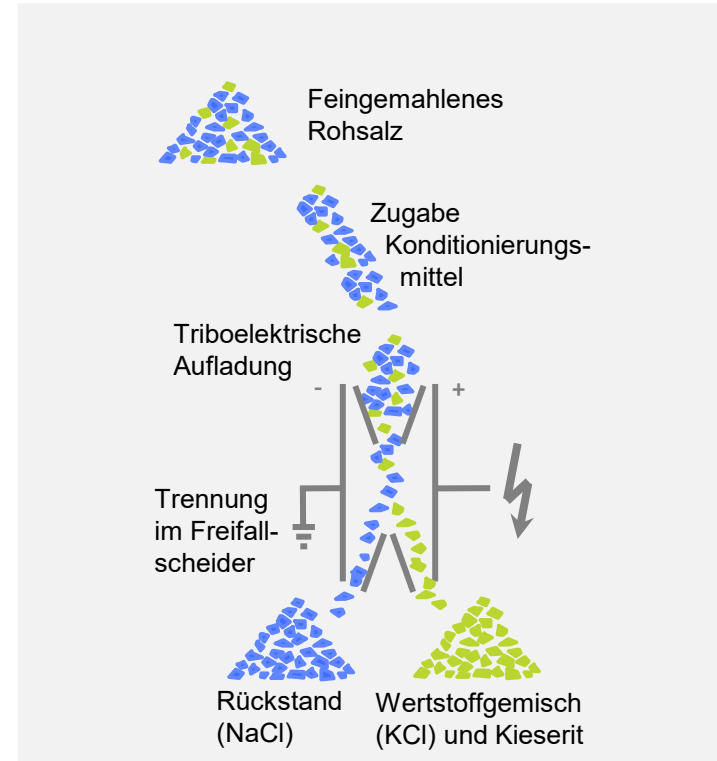 Feingemahlenes
Rohsalz
Zugabe
Konditionierungs-
mittel
Triboelektrische
Aufladung
- +
Trennung
im Freifall-
scheider
Rückstand
(NaCl)
Wertstoffgemisch
(KCl) und Kieserit